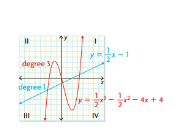 II
y
I
y = 1/2 x − 1
degree 3
x
degree 1
y = 1/2 x³ − 1/2 x² − 4x + 4
III
IV